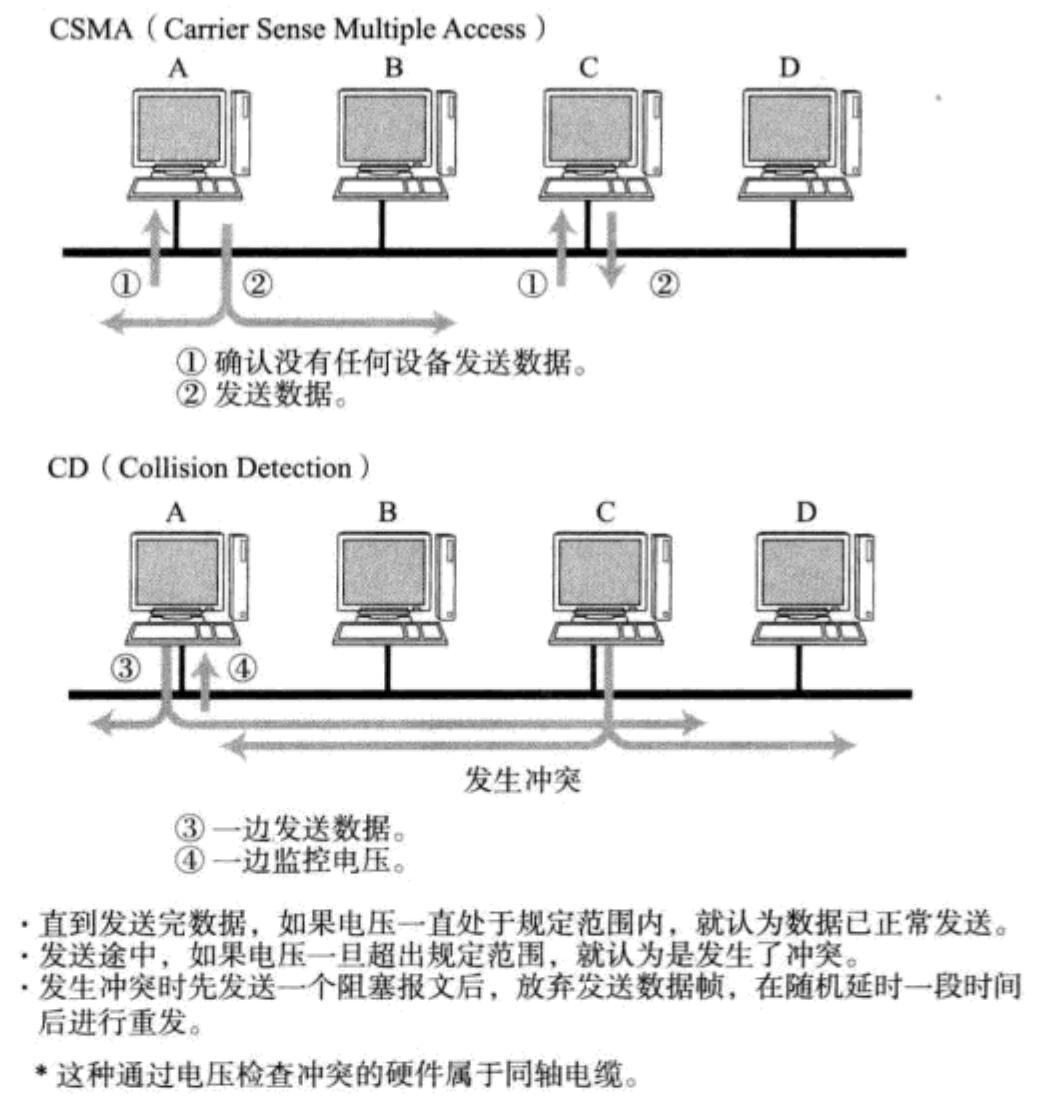 CSMA（Carrier Sense Multiple Access）
A B C D
① ② ① ②
① 确认没有任何设备发送数据。
② 发送数据。
CD（Collision Detection）
A B C D
③ ④
发生冲突
③ 一边发送数据。
④ 一边监控电压。
·直到发送完数据，如果电压一直处于规定范围内，就认为数据已正常发送。
·发送途中，如果电压一旦超出规定范围，就认为是发生了冲突。
·发生冲突时先发送一个阻塞报文后，放弃发送数据帧，在随机延时一段时间
后进行重发。
* 这种通过电压检查冲突的硬件属于同轴电缆。